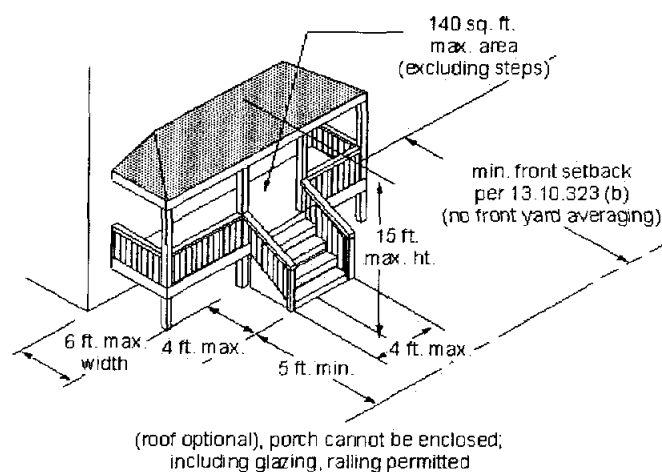 140 sq. ft.
max. area
(excluding steps)
min. front setback
per 13.10.323 (b)
(no front yard averaging)
15 ft.
max. ht.
6 ft. max.
width
4 ft. max.
5 ft. min.
4 ft. max.
(roof optional), porch cannot be enclosed;
including glazing, railing permitted